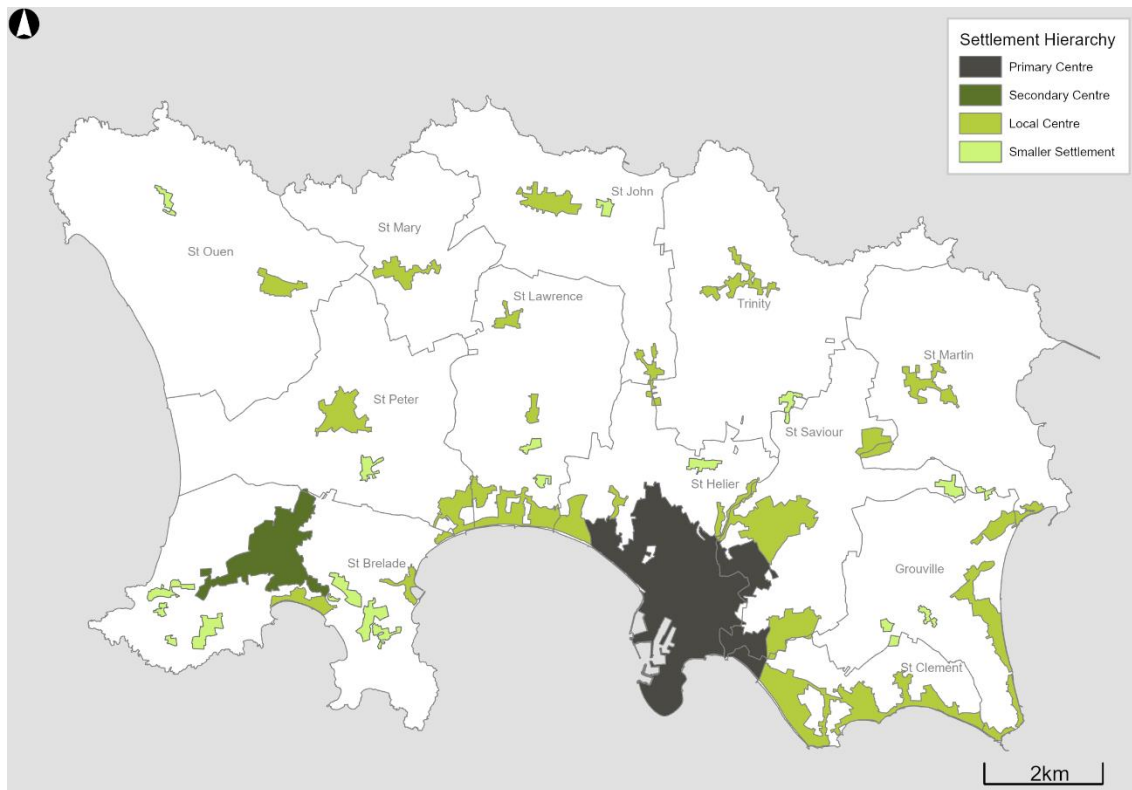 Settlement Hierarchy
Primary Centre
Secondary Centre
Local Centre
Smaller Settlement
St John
St Mary
St Ouen
St Lawrence
Trinity
St Martin
St Peter
St Saviour
St Helier
St Brelade
Grouville
St Clement
2km